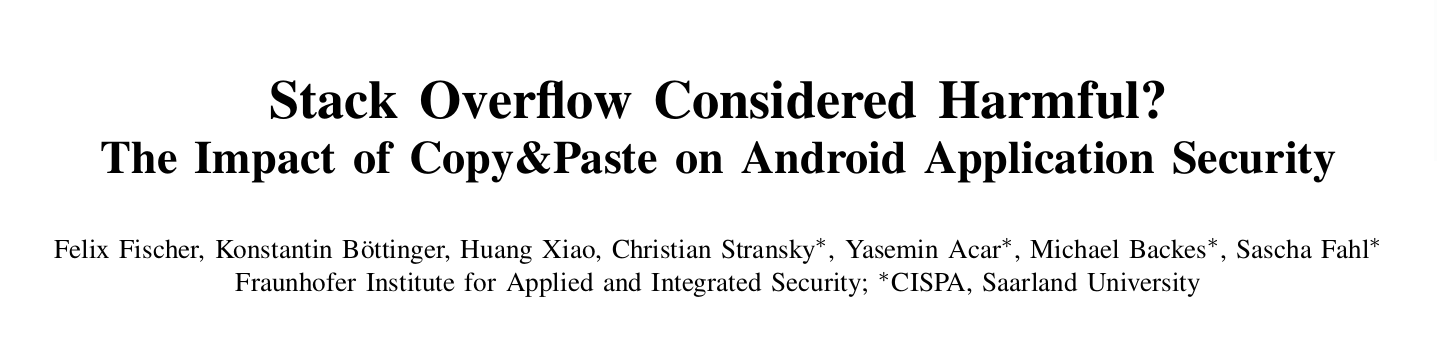 Stack Overflow Considered Harmful?
The Impact of Copy&Paste on Android Application Security
Felix Fischer, Konstantin Böttinger, Huang Xiao, Christian Stransky*, Yasemin Acar*, Michael Backes*, Sascha Fahl*
Fraunhofer Institute for Applied and Integrated Security; *CISPA, Saarland University